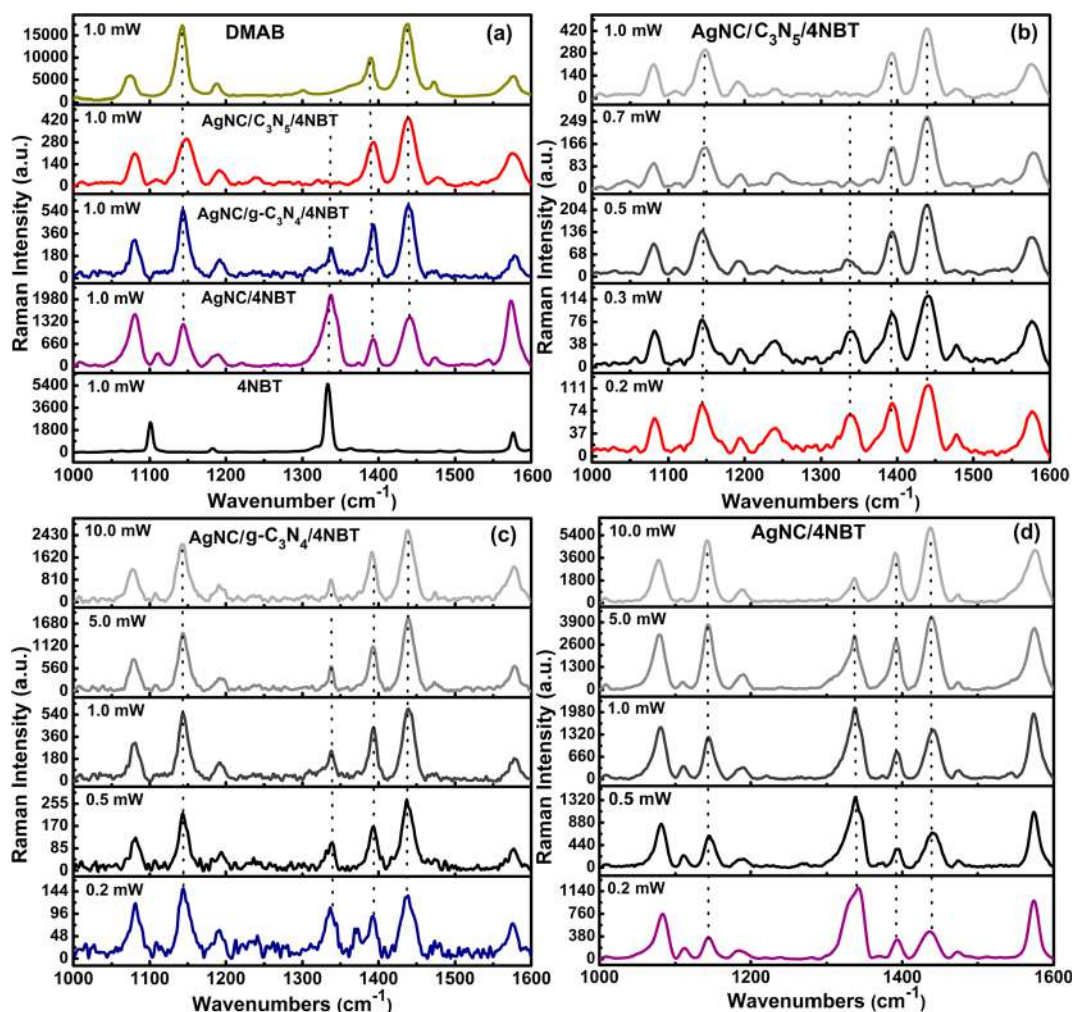 1.0 mW DMAB (a)
15000
10000
5000
0
1.0 mW AgNC/C₃N₅/4NBT
420
280
140
0
1.0 mW AgNC/g-C₃N₄/4NBT
540
360
180
0
1.0 mW AgNC/4NBT
1980
1320
660
0
1.0 mW 4NBT
5400
3600
1800
0
1000 1100 1200 1300 1400 1500 1600
Wavenumber (cm⁻¹)
Raman Intensity (a.u.)
1.0 mW AgNC/C₃N₅/4NBT (b)
420
280
140
0
0.7 mW
249
166
83
0
0.5 mW
204
136
68
0
0.3 mW
114
76
38
0
0.2 mW
111
74
37
0
1000 1100 1200 1300 1400 1500 1600
Wavenumbers (cm⁻¹)
Raman Intensity (a.u.)
10.0 mW AgNC/g-C₃N₄/4NBT (c)
2430
1620
810
0
5.0 mW
1680
1120
560
0
1.0 mW
540
360
180
0
0.5 mW
255
170
85
0
0.2 mW
144
96
48
0
1000 1100 1200 1300 1400 1500 1600
Wavenumbers (cm⁻¹)
Raman Intensity (a.u.)
10.0 mW AgNC/4NBT (d)
5400
3600
1800
0
5.0 mW
3900
2600
1300
0
1.0 mW
1980
1320
660
0
0.5 mW
1320
880
440
0
0.2 mW
1140
760
380
0
1000 1100 1200 1300 1400 1500 1600
Wavenumbers (cm⁻¹)
Raman Intensity (a.u.)